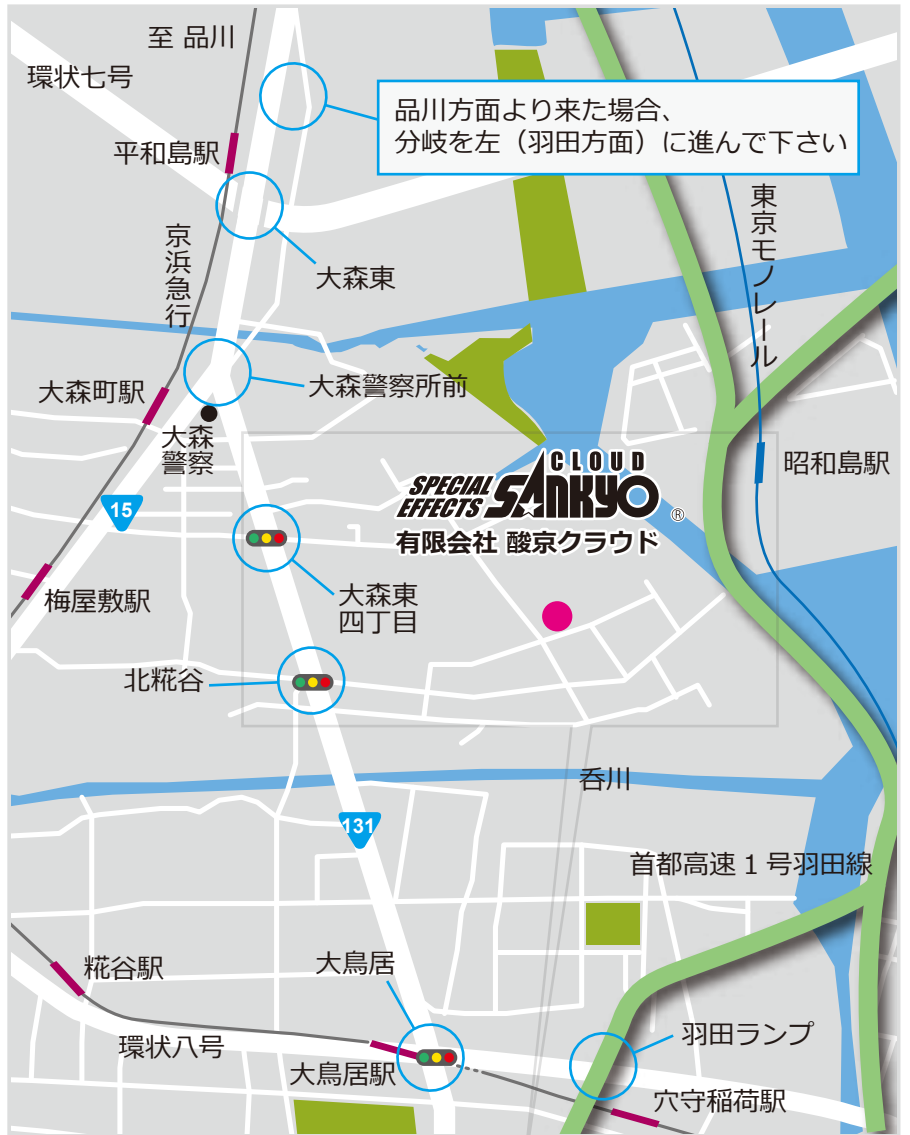 至 品川
環状七号
品川方面より来た場合、
分岐を左（羽田方面）に進んで下さい
平和島駅
東京モノレール
京浜急行
大森東
大森町駅
大森警察所前
大森
警察
CLOUD
SPECIAL
EFFECTS
SANKYO
®
昭和島駅
15
有限会社 酸京クラウド
梅屋敷駅
大森東
四丁目
北糀谷
呑川
131
首都高速 1 号羽田線
大鳥居
糀谷駅
環状八号
羽田ランプ
大鳥居駅
穴守稲荷駅